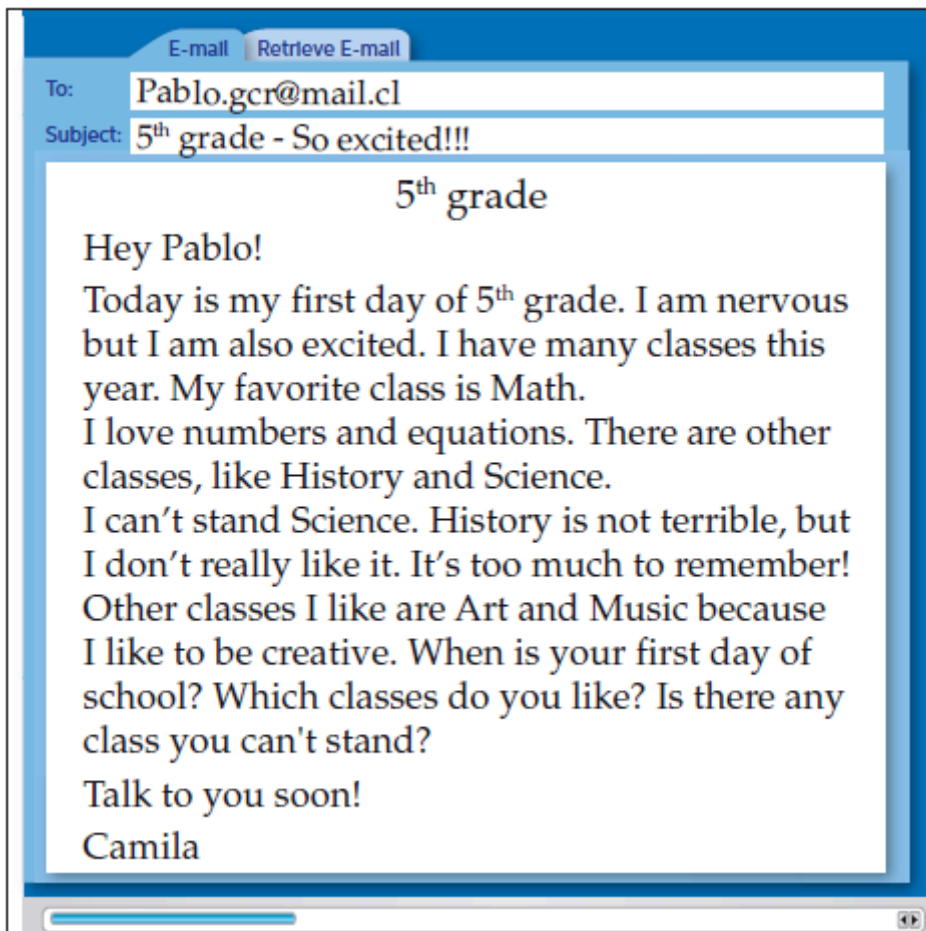 E-mail Retrieve E-mail
To: Pablo.gcr@mail.cl
Subject: 5th grade - So excited!!!
5th grade
Hey Pablo!
Today is my first day of 5th grade. I am nervous
but I am also excited. I have many classes this
year. My favorite class is Math.
I love numbers and equations. There are other
classes, like History and Science.
I can’t stand Science. History is not terrible, but
I don’t really like it. It’s too much to remember!
Other classes I like are Art and Music because
I like to be creative. When is your first day of
school? Which classes do you like? Is there any
class you can't stand?
Talk to you soon!
Camila